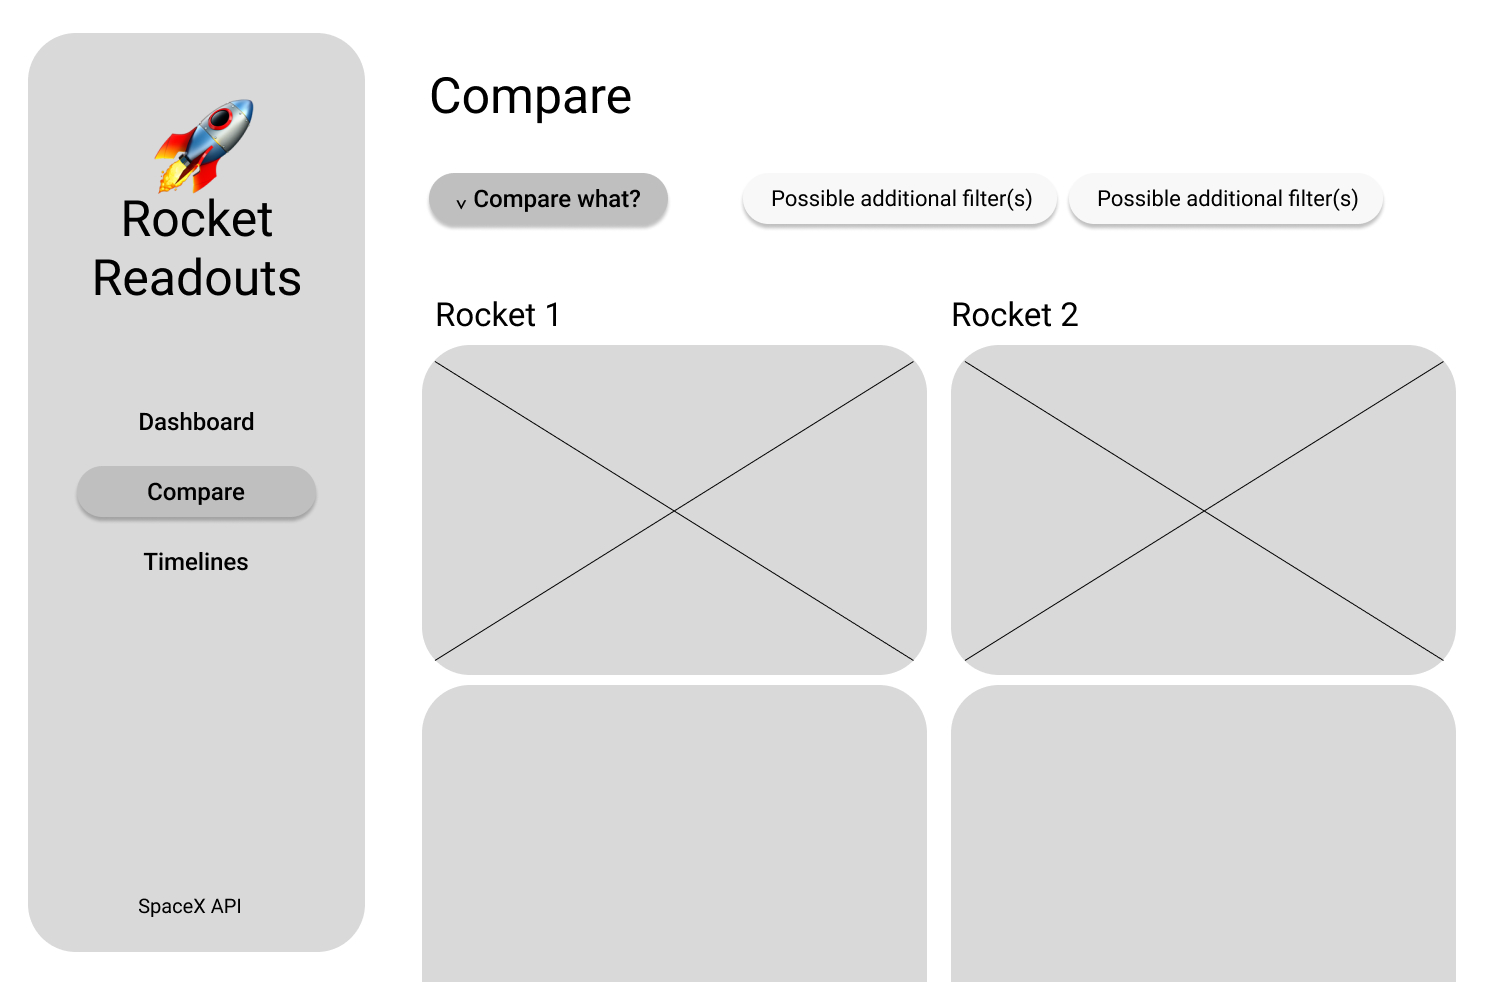 Rocket
Readouts
Dashboard
Compare
Timelines
SpaceX API
Compare
v Compare what?
Possible additional filter(s)
Possible additional filter(s)
Rocket 1
Rocket 2